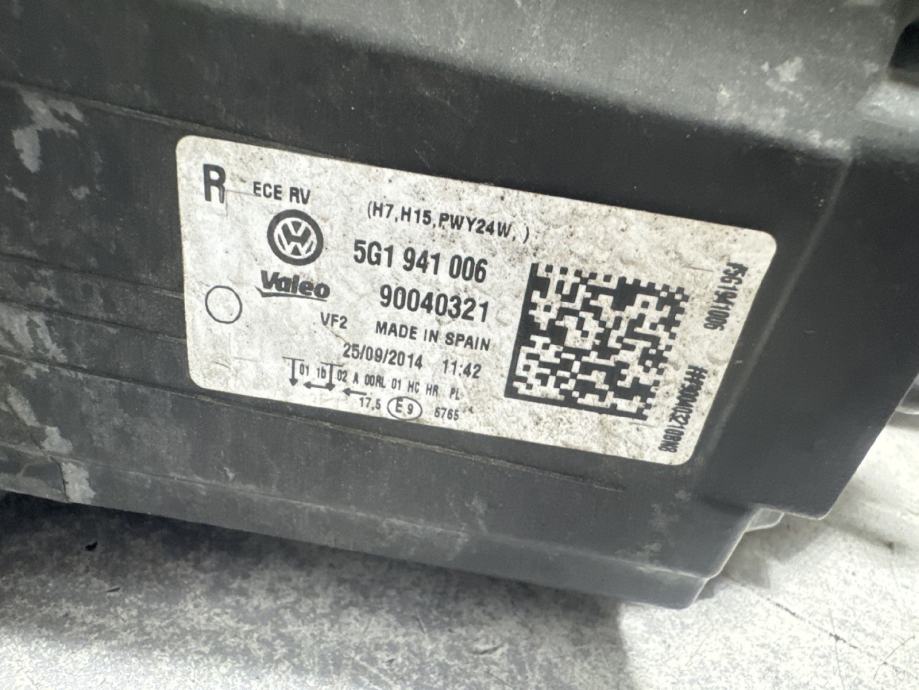 R ECE RV
(H7,H15,PWY24W, )
5G1 941 006
Valeo
90040321
VF2 MADE IN SPAIN
25/09/2014 11:42
01 1b 02 A 00RL 01 HC HR PL
17,5 E9 6765
#5G1941006